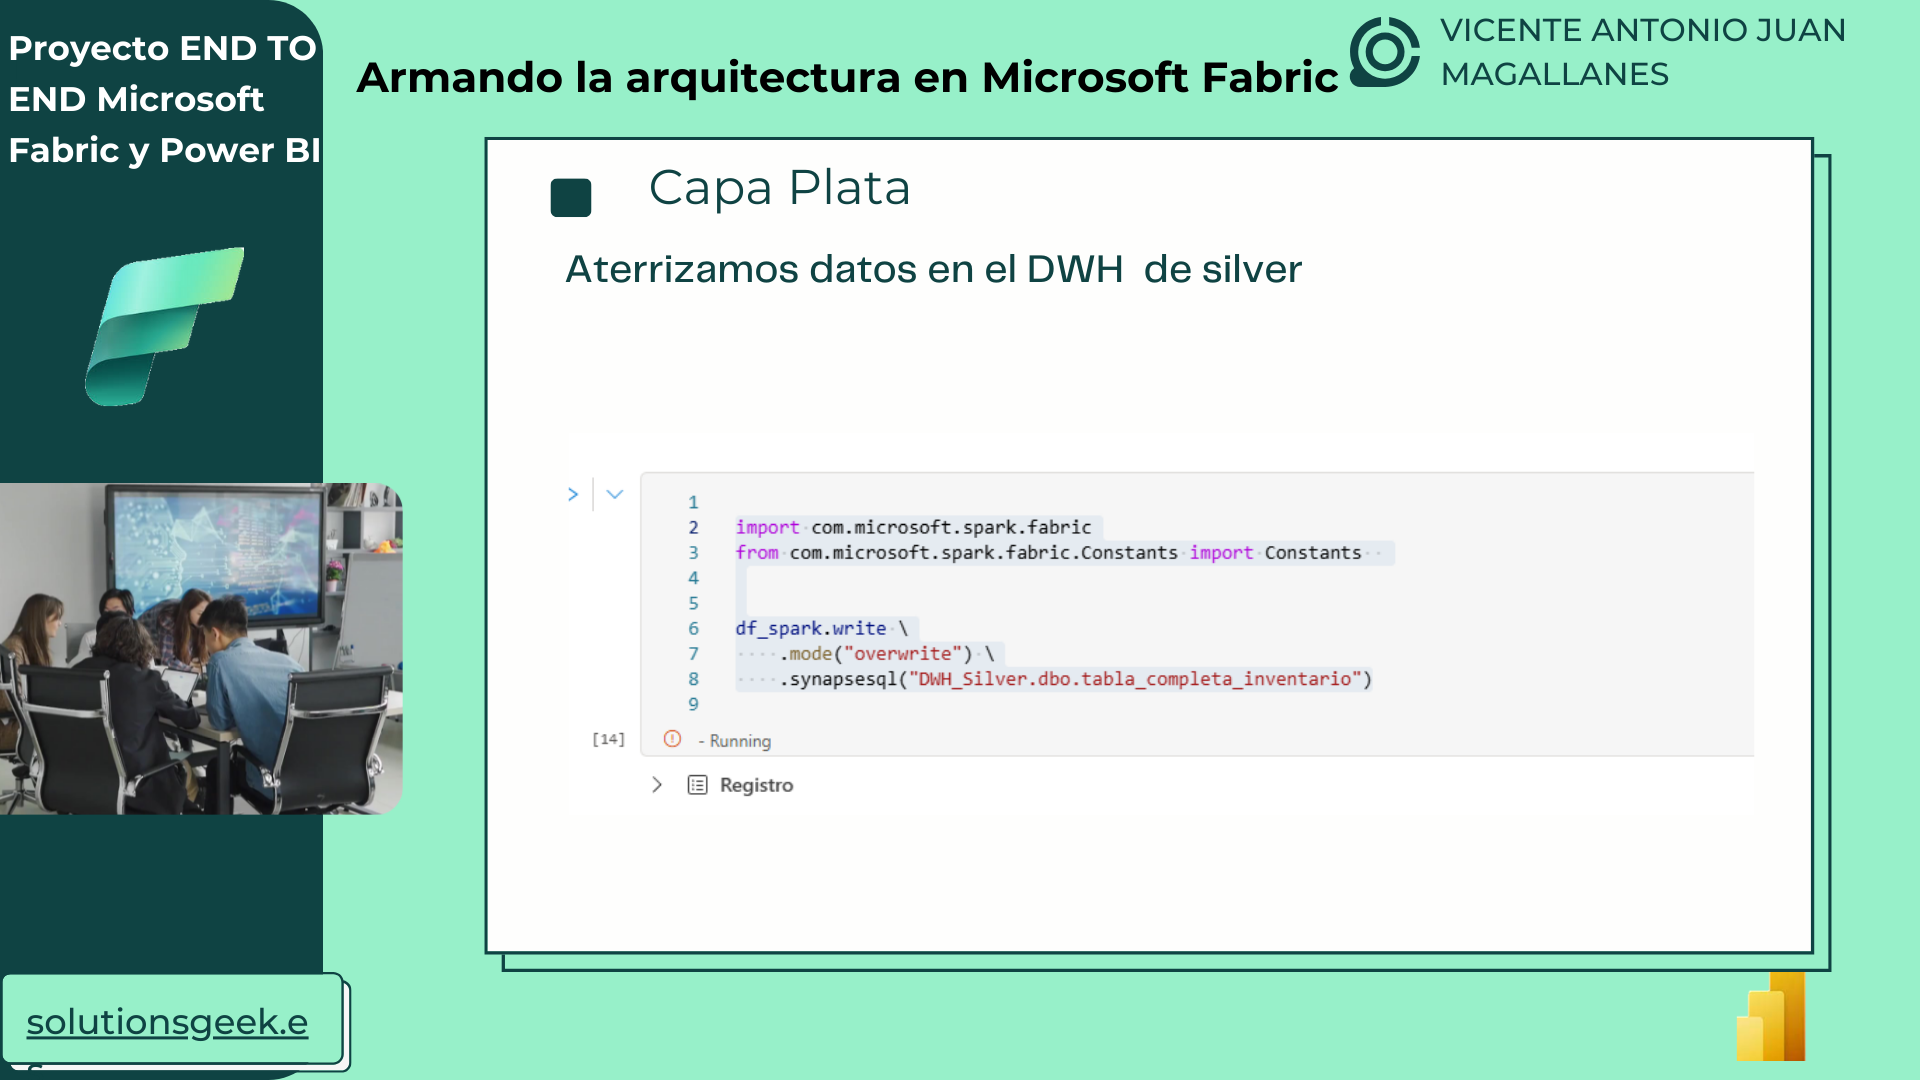 Proyecto END TO
END Microsoft
Fabric y Power BI
Armando la arquitectura en Microsoft Fabric
VICENTE ANTONIO JUAN
MAGALLANES
Capa Plata
Aterrizamos datos en el DWH de silver
1
2 import com.microsoft.spark.fabric
3 from com.microsoft.spark.fabric.Constants import Constants
4
5
6 df_spark.write \
7 .mode("overwrite") \
8 .synapsesql("DWH_Silver.dbo.tabla_completa_inventario")
9
[14] - Running
Registro
solutionsgeek.e